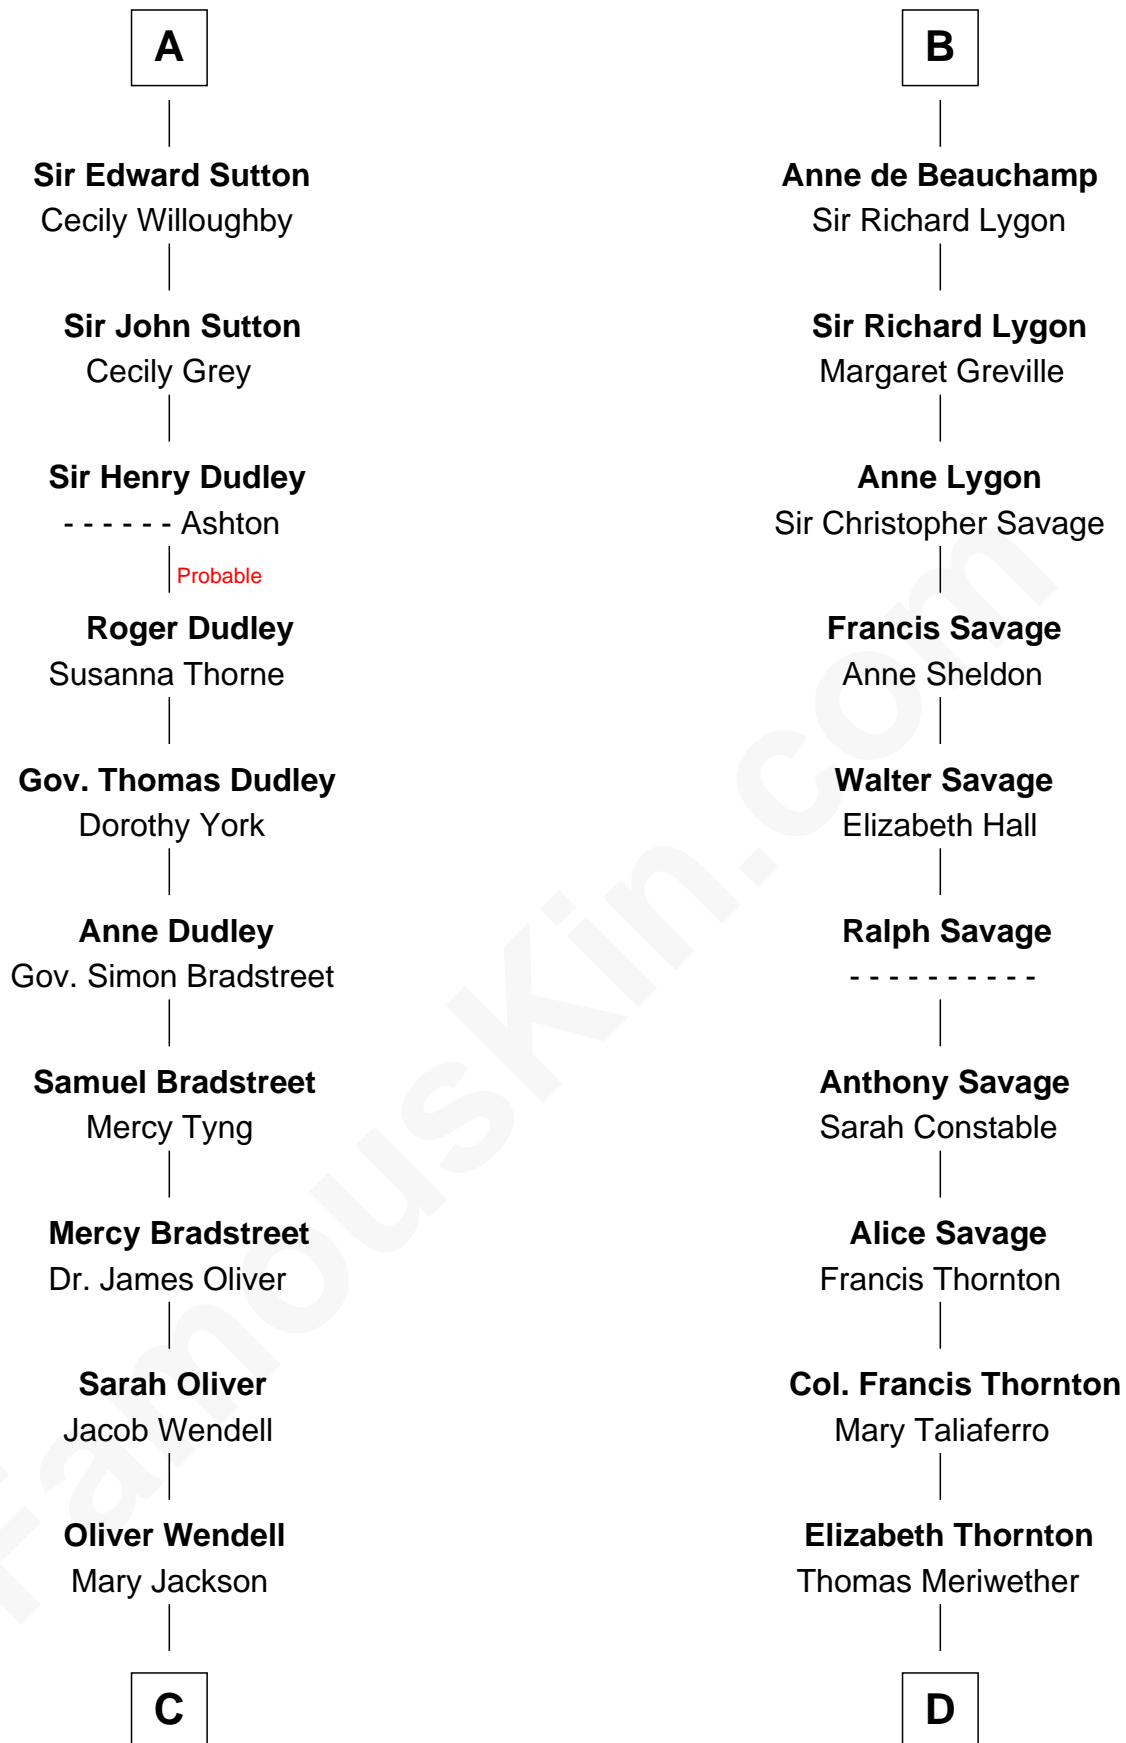 A
Sir Edward Sutton
Cecily Willoughby
Sir John Sutton
Cecily Grey
Sir Henry Dudley
- - - - - - Ashton
Probable
Roger Dudley
Susanna Thorne
Gov. Thomas Dudley
Dorothy York
Anne Dudley
Gov. Simon Bradstreet
Samuel Bradstreet
Mercy Tyng
Mercy Bradstreet
Dr. James Oliver
Sarah Oliver
Jacob Wendell
Oliver Wendell
Mary Jackson
C
B
Anne de Beauchamp
Sir Richard Lygon
Sir Richard Lygon
Margaret Greville
Anne Lygon
Sir Christopher Savage
Francis Savage
Anne Sheldon
Walter Savage
Elizabeth Hall
Ralph Savage
- - - - - - - - - -
Anthony Savage
Sarah Constable
Alice Savage
Francis Thornton
Col. Francis Thornton
Mary Taliaferro
Elizabeth Thornton
Thomas Meriwether
D
FamousKin.com